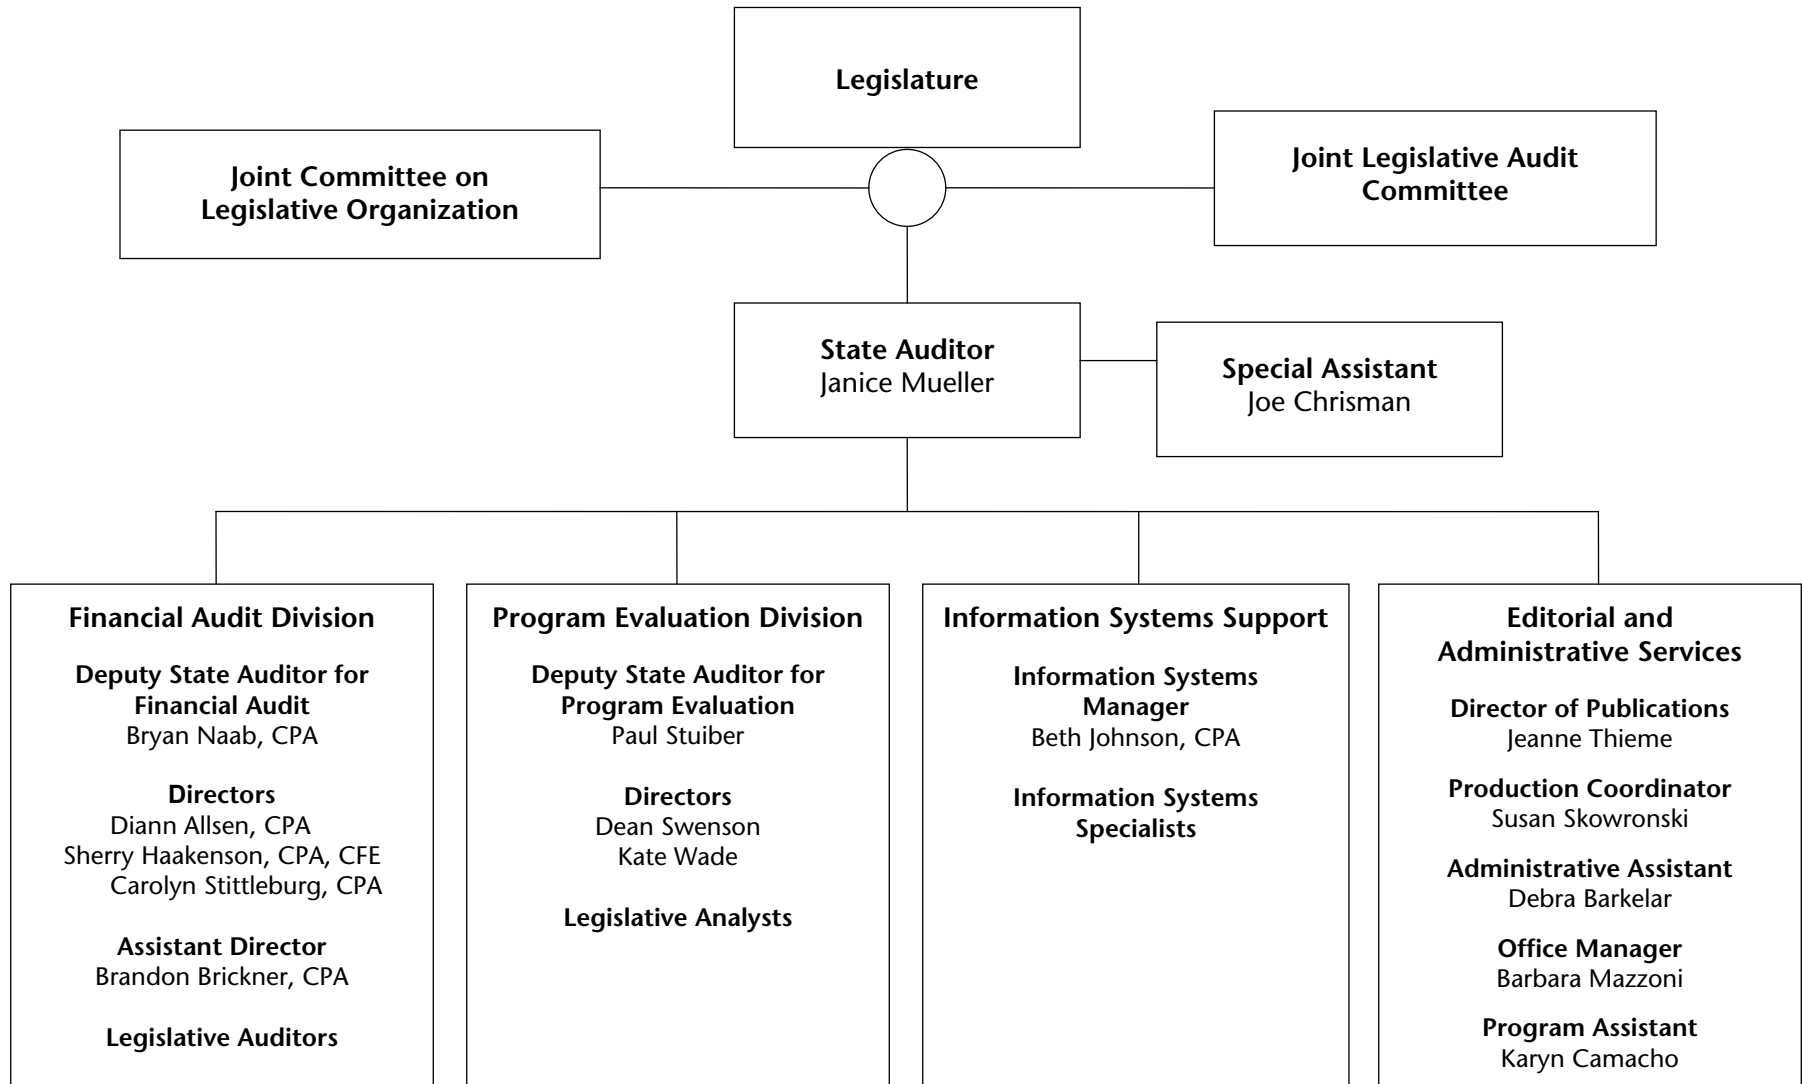 Legislature
Joint Committee on
Legislative Organization
Joint Legislative Audit
Committee
State Auditor
Janice Mueller
Special Assistant
Joe Chrisman
Financial Audit Division
Deputy State Auditor for
Financial Audit
Bryan Naab, CPA
Directors
Diann Allsen, CPA
Sherry Haakenson, CPA, CFE
Carolyn Stittleburg, CPA
Assistant Director
Brandon Brickner, CPA
Legislative Auditors
Program Evaluation Division
Deputy State Auditor for
Program Evaluation
Paul Stuiber
Directors
Dean Swenson
Kate Wade
Legislative Analysts
Information Systems Support
Information Systems
Manager
Beth Johnson, CPA
Information Systems
Specialists
Editorial and
Administrative Services
Director of Publications
Jeanne Thieme
Production Coordinator
Susan Skowronski
Administrative Assistant
Debra Barkelar
Office Manager
Barbara Mazzoni
Program Assistant
Karyn Camacho